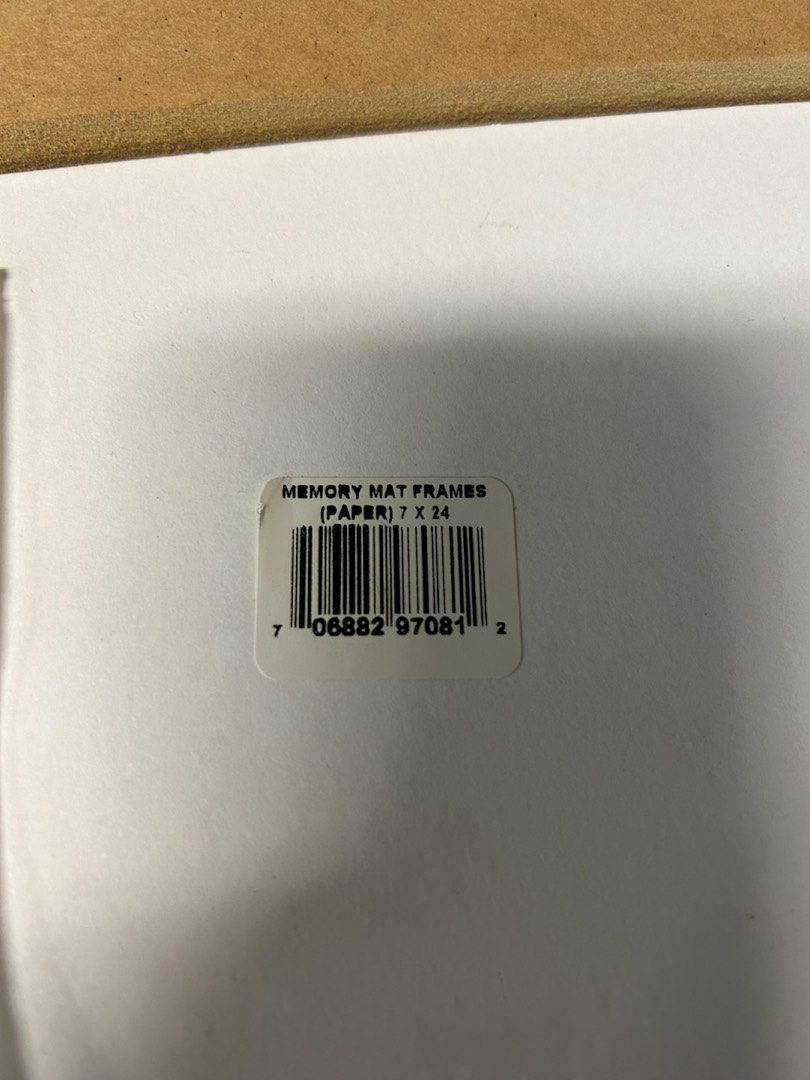 MEMORY MAT FRAMES
(PAPER) 7 X 24
7 06882 97081 2